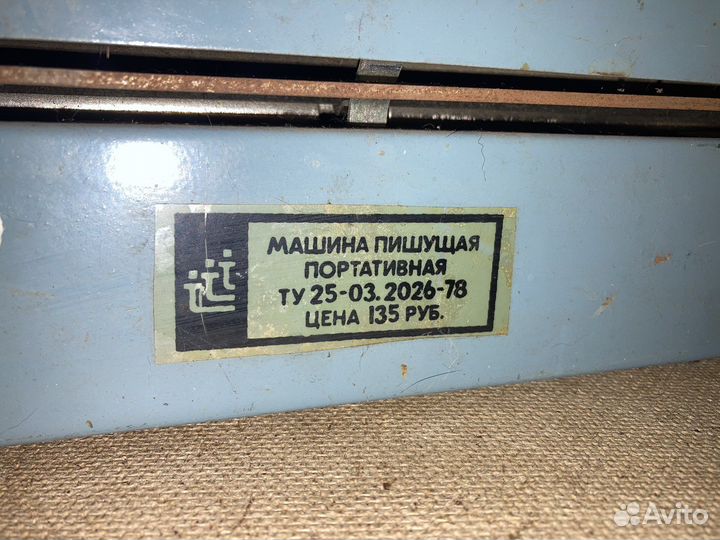 МАШИНА ПИШУЩАЯ
ПОРТАТИВНАЯ
ТУ 25-03.2026-78
ЦЕНА 135 РУБ.
Avito